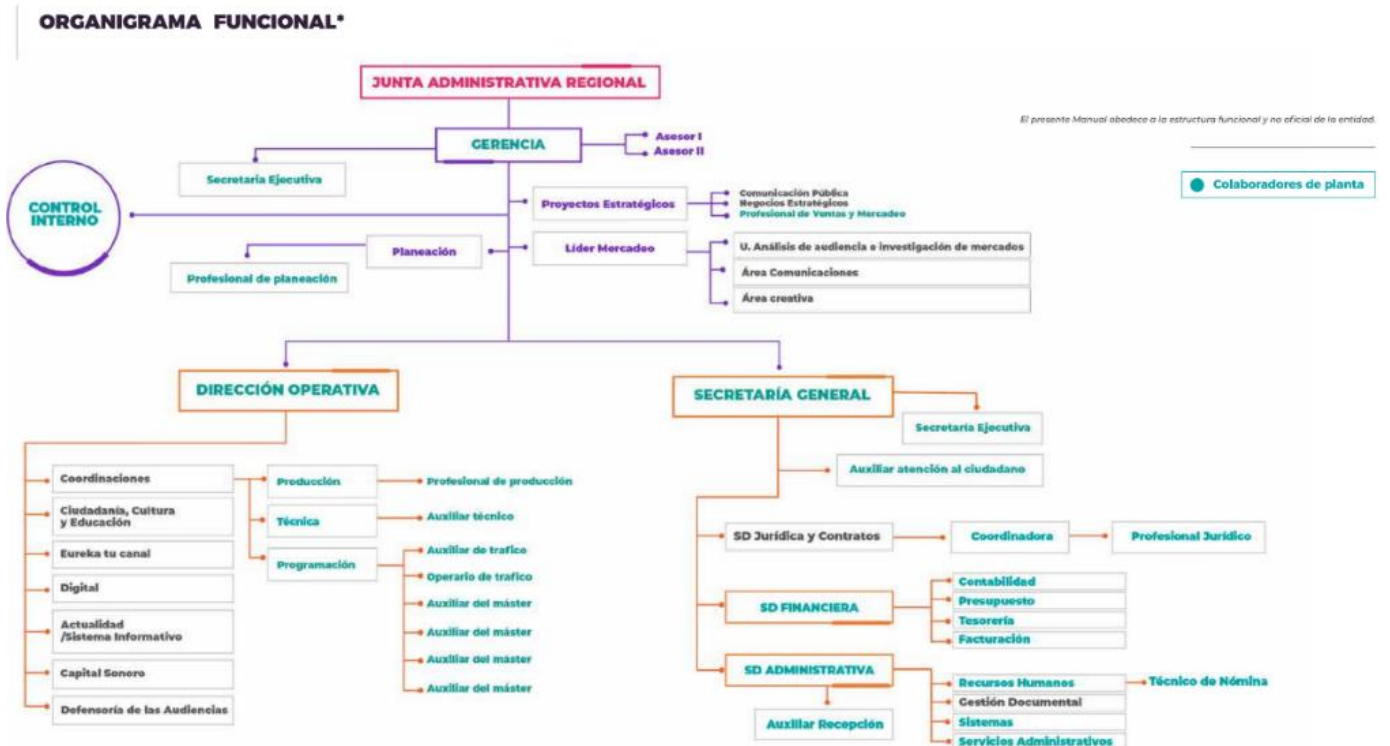 ORGANIGRAMA FUNCIONAL*
JUNTA ADMINISTRATIVA REGIONAL
El presente Manual obedece a la estructura funcional y no oficial de la entidad.
GERENCIA
Asesor I
Asesor II
Secretaria Ejecutiva
Colaboradores de planta
CONTROL
INTERNO
Proyectos Estratégicos
Comunicación Pública
Negocios Estratégicos
Profesional de Ventas y Mercadeo
Planeación
Líder Mercadeo
U. Análisis de audiencia e investigación de mercados
Área Comunicaciones
Área creativa
Profesional de planeación
DIRECCIÓN OPERATIVA
SECRETARÍA GENERAL
Secretaría Ejecutiva
Auxiliar atención al ciudadano
Coordinaciones
Ciudadanía, Cultura
y Educación
Eureka tu canal
Digital
Actualidad
/Sistema Informativo
Capital Sonoro
Defensoría de las Audiencias
Producción
Profesional de producción
Técnica
Auxiliar técnico
Programación
Auxiliar de trafico
Operario de trafico
Auxiliar del máster
Auxiliar del máster
Auxiliar del máster
Auxiliar del máster
SD Jurídica y Contratos
Coordinadora
Profesional Jurídico
SD FINANCIERA
Contabilidad
Presupuesto
Tesorería
Facturación
SD ADMINISTRATIVA
Auxiliar Recepción
Recursos Humanos
Técnico de Nómina
Gestión Documental
Sistemas
Servicios Administrativos